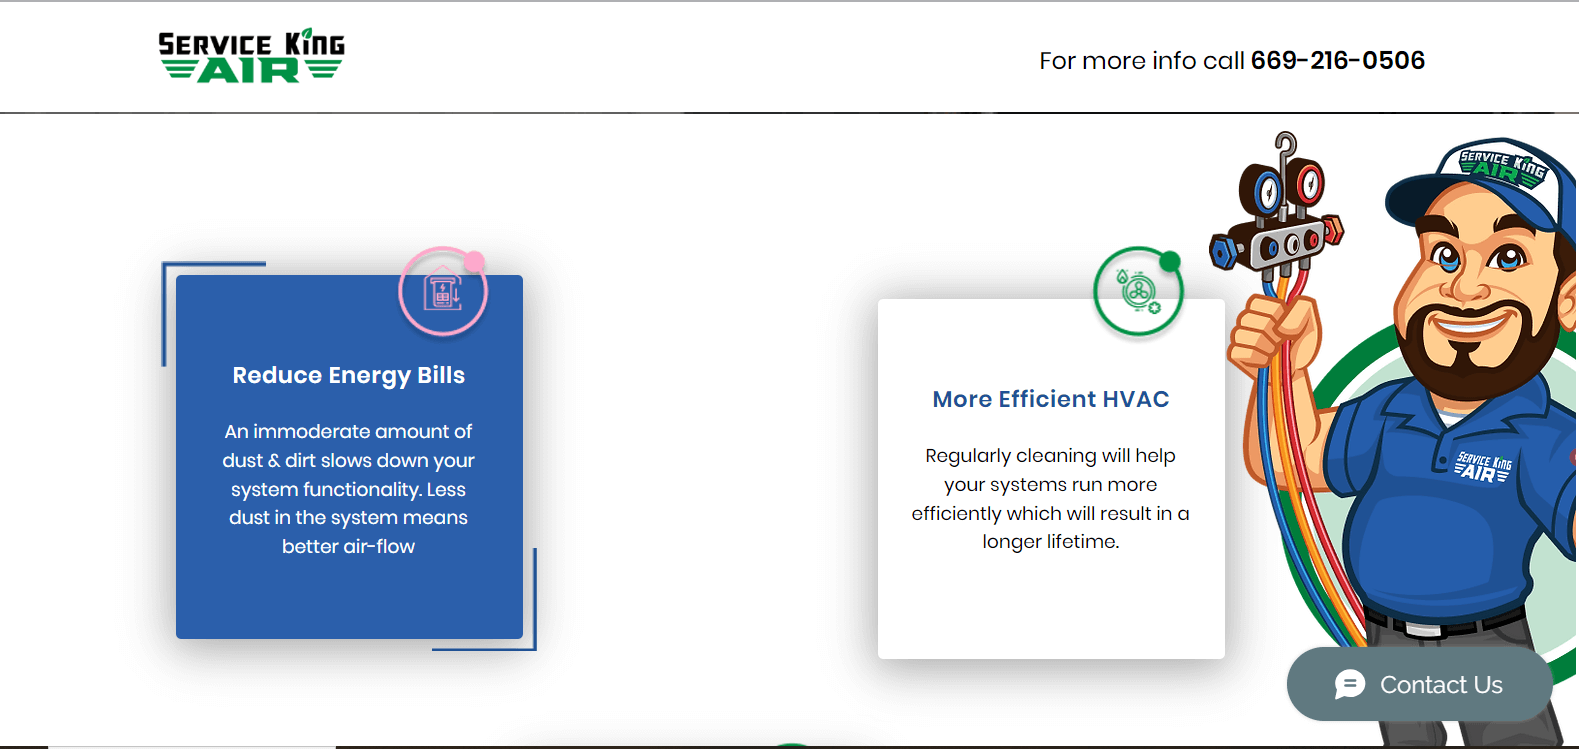 SERVICE KING
AIR
For more info call 669-216-0506
SERVICE KING
AIR
Reduce Energy Bills
An immoderate amount of
dust & dirt slows down your
system functionality. Less
dust in the system means
better air-flow
More Efficient HVAC
Regularly cleaning will help
your systems run more
efficiently which will result in a
longer lifetime.
SERVICE KING
AIR
Contact Us